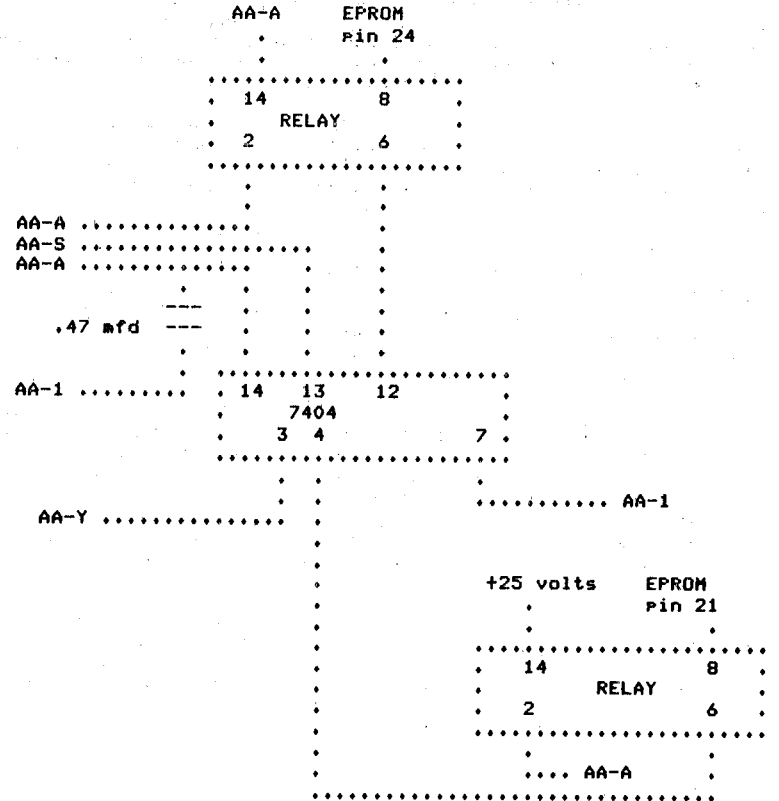 AA-A EPROM
pin 24
14 8
RELAY
2 6
AA-A
AA-S
AA-A
.47 mfd
AA-1
14 13 12
7404
3 4 7
AA-1
AA-Y
+25 volts EPROM
pin 21
14 8
RELAY
2 6
AA-A